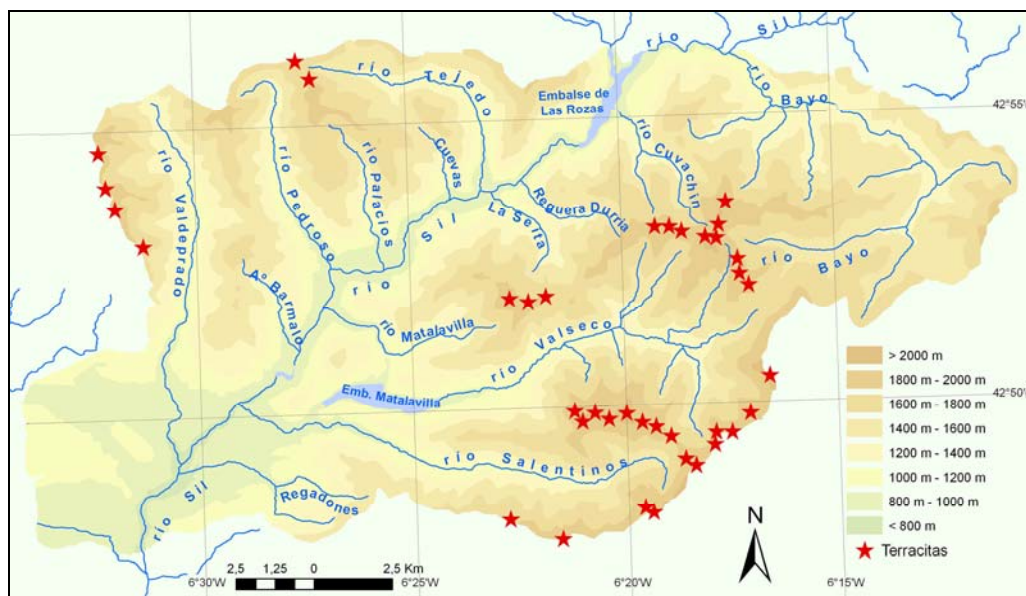 río Sil
río Bayo
río Tejedo
Embalse de
Las Rozas
42°55'
río Cuvachin
río Valdeprado
río Pedroso
río Palacios
Cuevas
Reguera Durria
La Seita
río Sil
río Bayo
Aº Barmalo
río Matalavilla
río Valseco
> 2000 m
1800 m - 2000 m
1600 m - 1800 m
1400 m - 1600 m
1200 m - 1400 m
1000 m - 1200 m
800 m - 1000 m
< 800 m
Terracitas
Emb. Matalavilla
42°50'
río Salentinos
río Sil
Regadones
N
2,5 1,25 0 2,5 Km
6°30'W 6°25'W 6°20'W 6°15'W